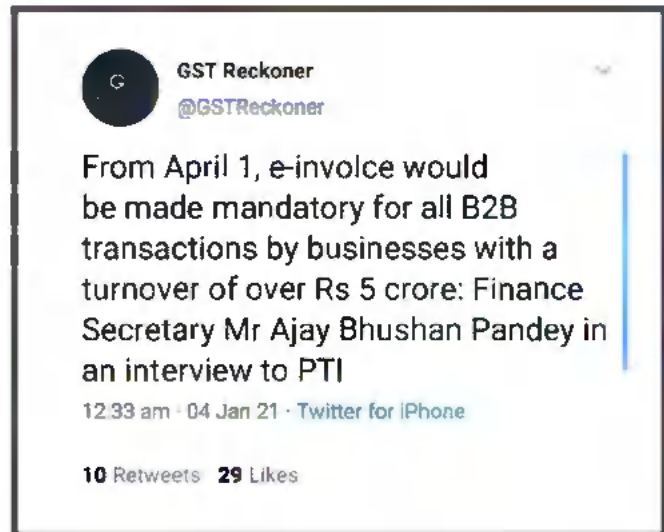 G
GST Reckoner
@GSTReckoner
From April 1, e-invoice would
be made mandatory for all B2B
transactions by businesses with a
turnover of over Rs 5 crore: Finance
Secretary Mr Ajay Bhushan Pandey in
an interview to PTI
12:33 am · 04 Jan 21 · Twitter for iPhone
10 Retweets 29 Likes